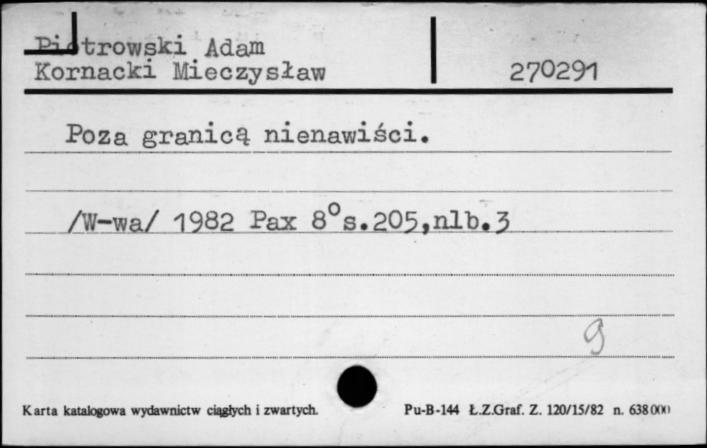 Piotrowski Adam
Kornacki Mieczysław 270291
Poza granicą nienawiści.
/W-wa/ 1982 Pax 8° s.205,nlb.3
9
Karta katalogowa wydawnictw ciągłych i zwartych. Pu-B-144 Ł.Z.Graf. Z. 120/15/82 n. 638000